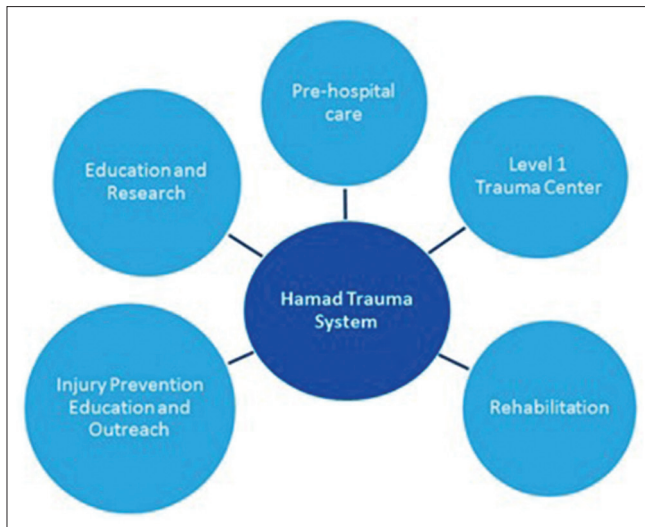 Pre-hospital
care
Education and
Research
Level 1
Trauma Center
Hamad Trauma
System
Injury Prevention
Education and
Outreach
Rehabilitation